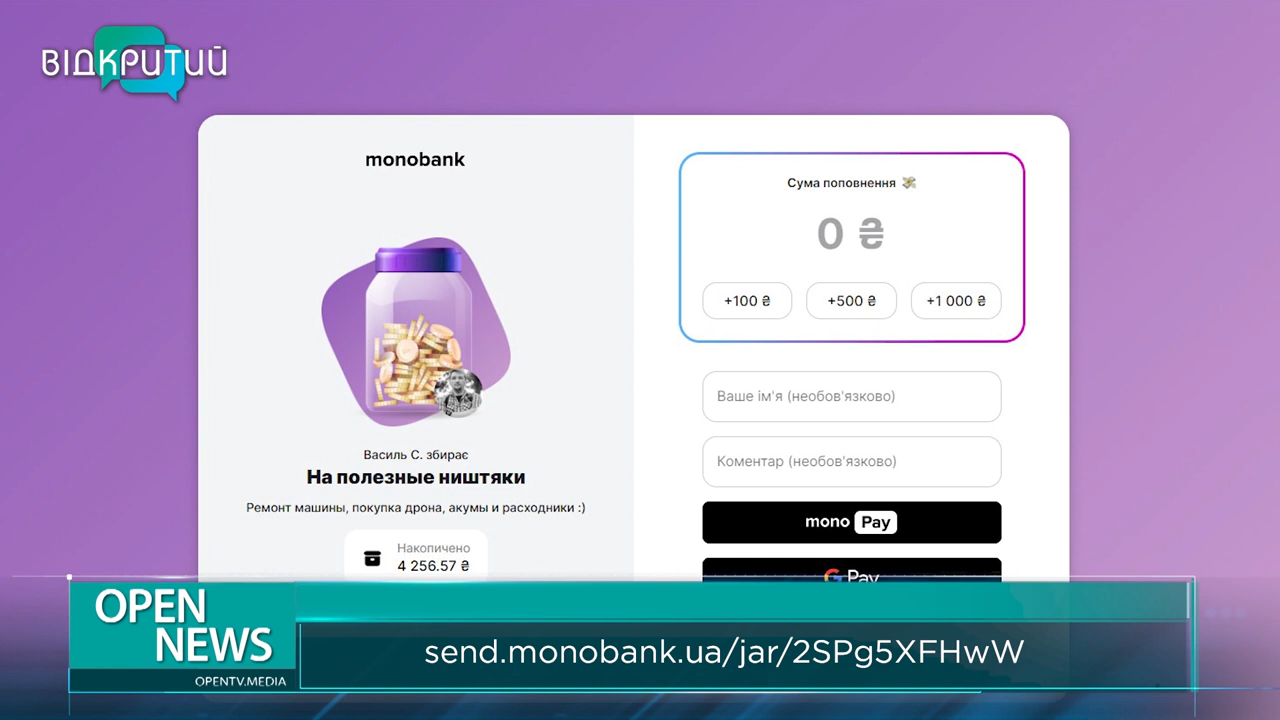 ВІДКРИТИЙ
monobank
Василь С. збирає
На полезные ништяки
Ремонт машины, покупка дрона, акумы и расходники :)
Накопичено
4 256.57 ₴
Сума поповнення 💸
0 ₴
+100 ₴ +500 ₴ +1 000 ₴
Ваше ім'я (необов'язково)
Коментар (необов'язково)
mono Pay
G Pay
OPEN
NEWS
OPENTV.MEDIA
send.monobank.ua/jar/2SPg5XFHwW